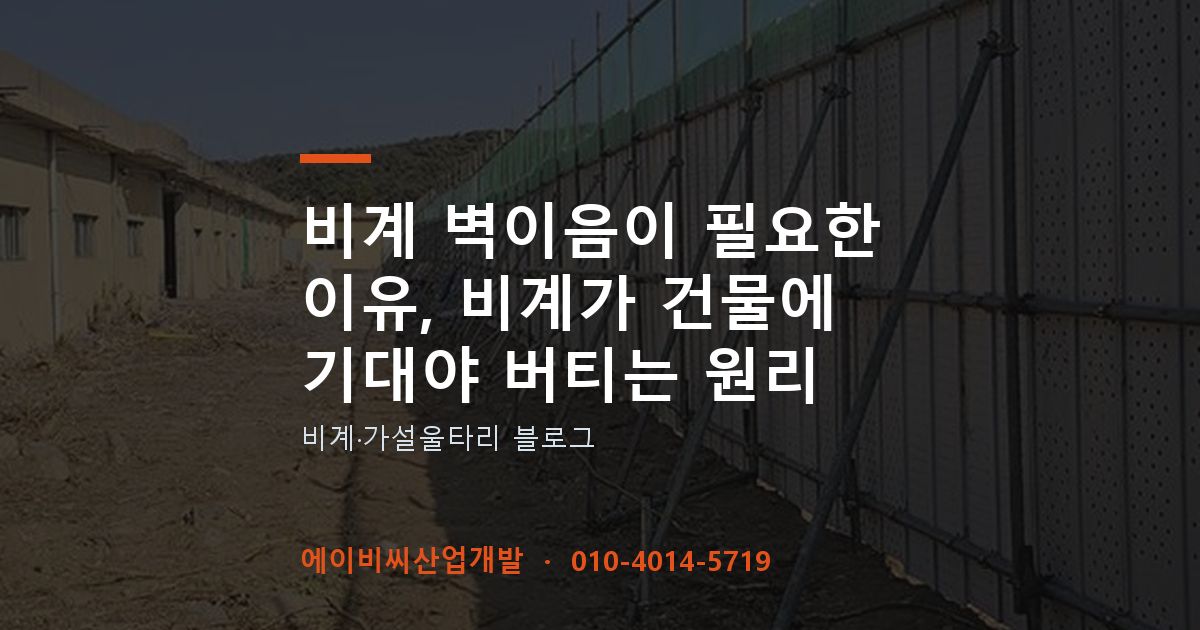 비계 벽이음이 필요한
이유, 비계가 건물에
기대야 버티는 원리
비계·가설울타리 블로그
에이비씨산업개발 · 010-4014-5719